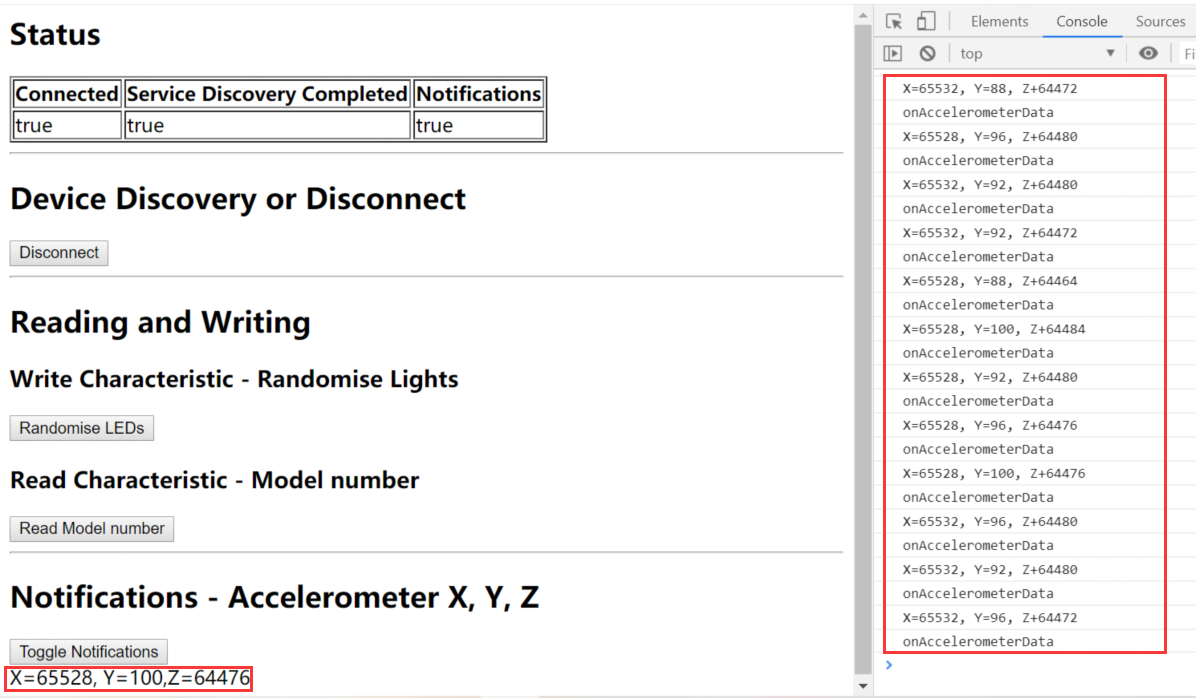 Status
Connected Service Discovery Completed Notifications
true true true
Device Discovery or Disconnect
Disconnect
Reading and Writing
Write Characteristic - Randomise Lights
Randomise LEDs
Read Characteristic - Model number
Read Model number
Notifications - Accelerometer X, Y, Z
Toggle Notifications
X=65528, Y=100,Z=64476
Elements Console Sources
top Fi
X=65532, Y=88, Z+64472
onAccelerometerData
X=65528, Y=96, Z+64480
onAccelerometerData
X=65532, Y=92, Z+64480
onAccelerometerData
X=65532, Y=92, Z+64472
onAccelerometerData
X=65528, Y=88, Z+64464
onAccelerometerData
X=65528, Y=100, Z+64484
onAccelerometerData
X=65528, Y=92, Z+64480
onAccelerometerData
X=65528, Y=96, Z+64476
onAccelerometerData
X=65528, Y=100, Z+64476
onAccelerometerData
X=65532, Y=96, Z+64480
onAccelerometerData
X=65532, Y=92, Z+64480
onAccelerometerData
X=65532, Y=96, Z+64472
onAccelerometerData